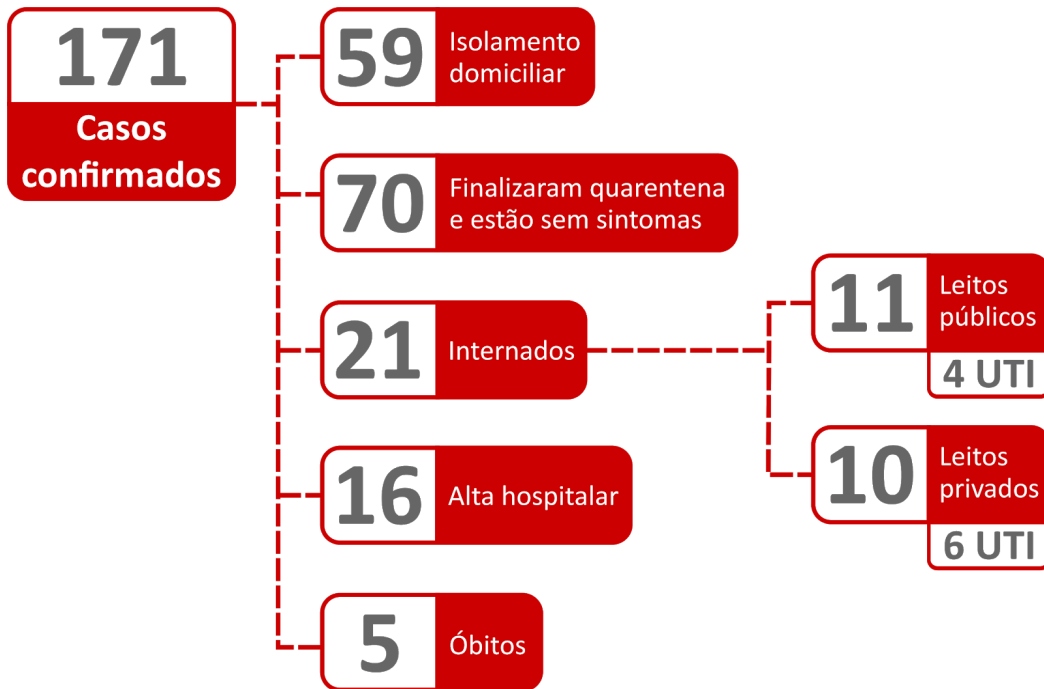 171
Casos
confirmados
59
Isolamento
domiciliar
70
Finalizaram quarentena
e estão sem sintomas
21
Internados
11
Leitos
públicos
4 UTI
10
Leitos
privados
6 UTI
16
Alta hospitalar
5
Óbitos